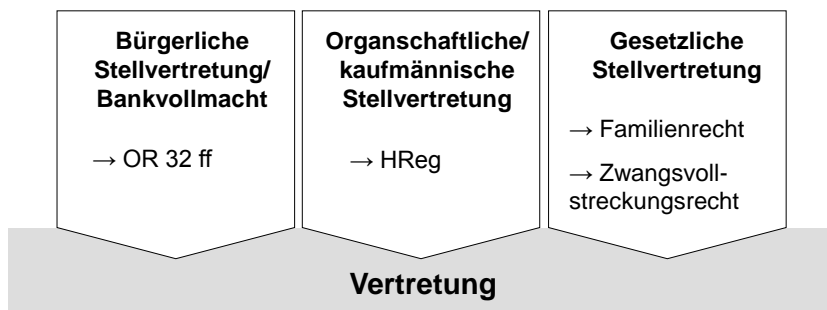 Bürgerliche
Stellvertretung/
Bankvollmacht
→ OR 32 ff
Organschaftliche/
kaufmännische
Stellvertretung
→ HReg
Gesetzliche
Stellvertretung
→ Familienrecht
→ Zwangsvoll-
streckungsrecht
Vertretung